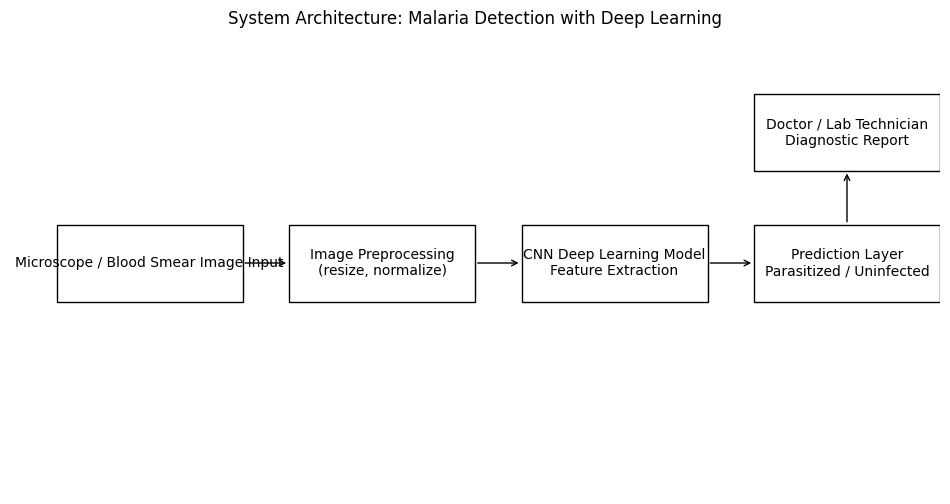 System Architecture: Malaria Detection with Deep Learning
Doctor / Lab Technician
Diagnostic Report
Microscope / Blood Smear Image Input
Image Preprocessing
(resize, normalize)
CNN Deep Learning Model
Feature Extraction
Prediction Layer
Parasitized / Uninfected